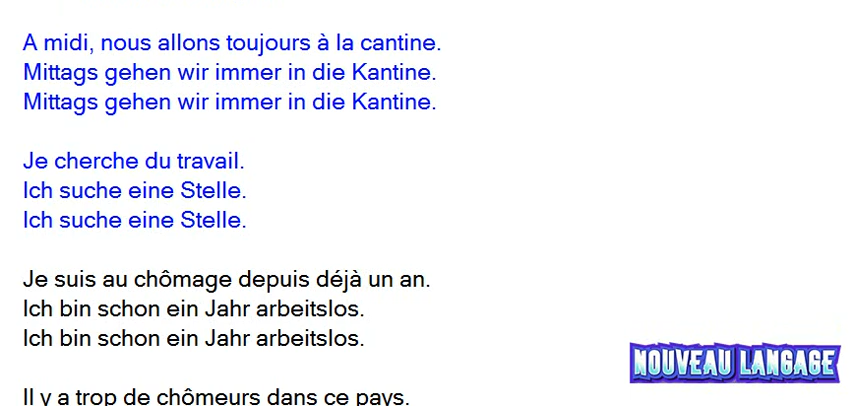 A midi, nous allons toujours à la cantine.
Mittags gehen wir immer in die Kantine.
Mittags gehen wir immer in die Kantine.
Je cherche du travail.
Ich suche eine Stelle.
Ich suche eine Stelle.
Je suis au chômage depuis déjà un an.
Ich bin schon ein Jahr arbeitslos.
Ich bin schon ein Jahr arbeitslos.
NOUVEAU LANGAGE
Il y a trop de chômeurs dans ce pays.